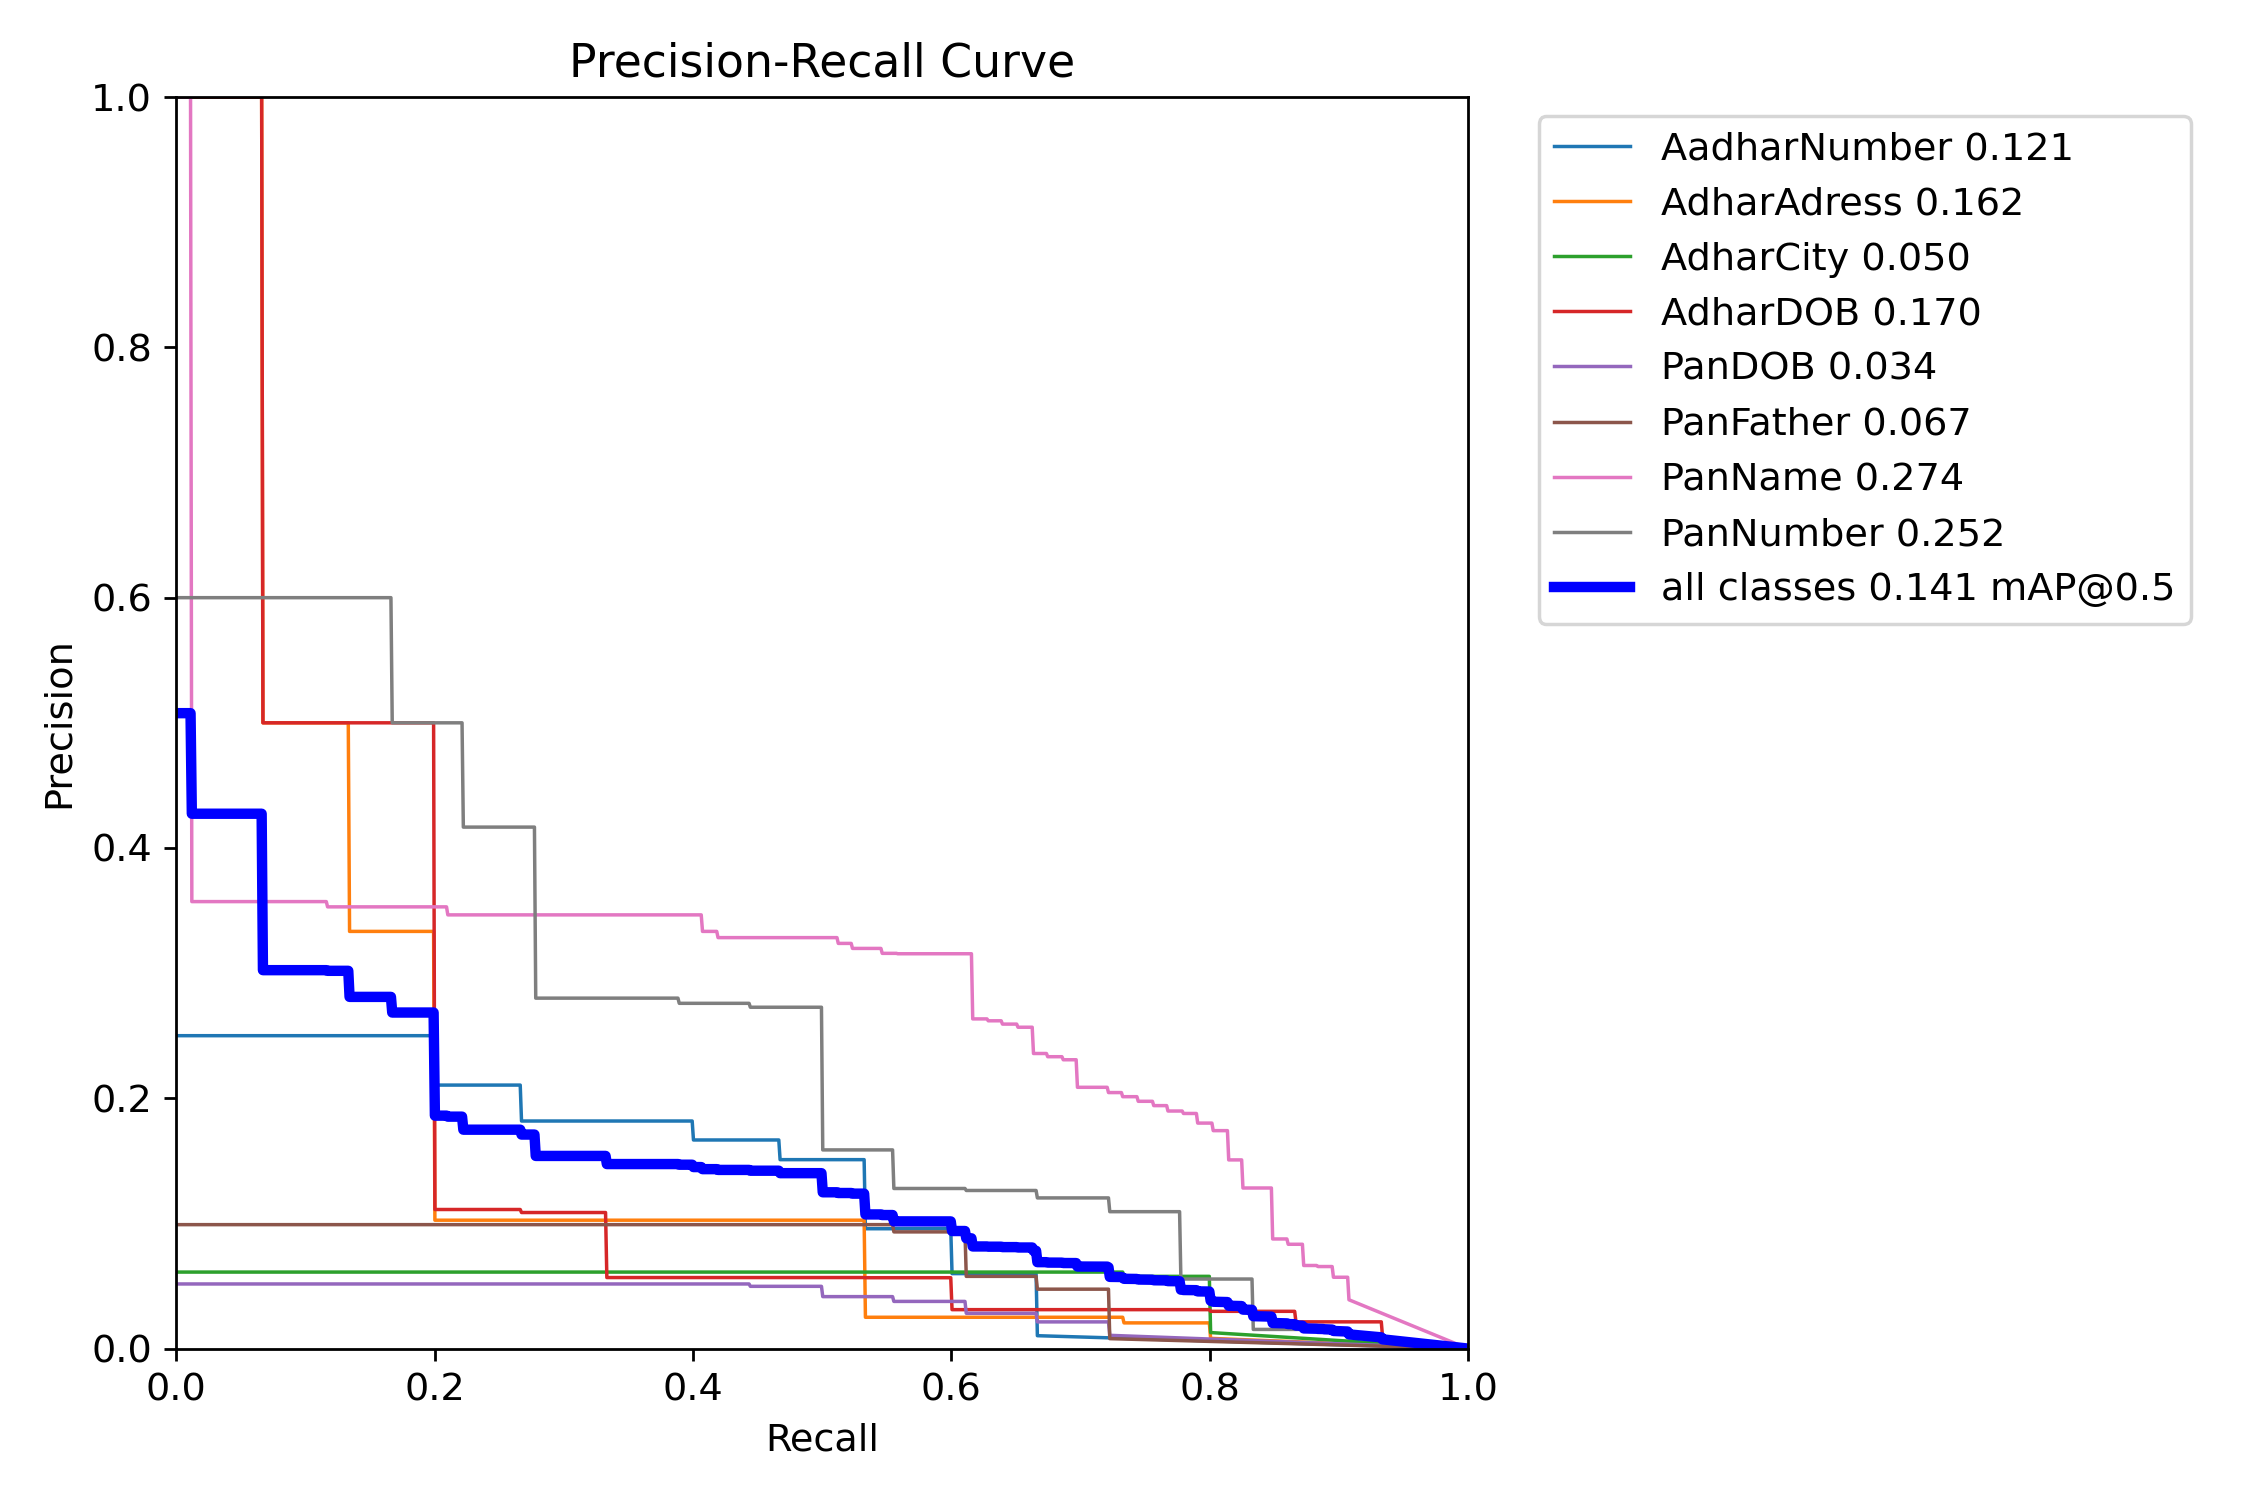 Precision-Recall Curve
1.0
0.8
0.6
0.4
0.2
0.0
Precision
0.0 0.2 0.4 0.6 0.8 1.0
Recall
AadharNumber 0.121
AdharAdress 0.162
AdharCity 0.050
AdharDOB 0.170
PanDOB 0.034
PanFather 0.067
PanName 0.274
PanNumber 0.252
all classes 0.141 mAP@0.5